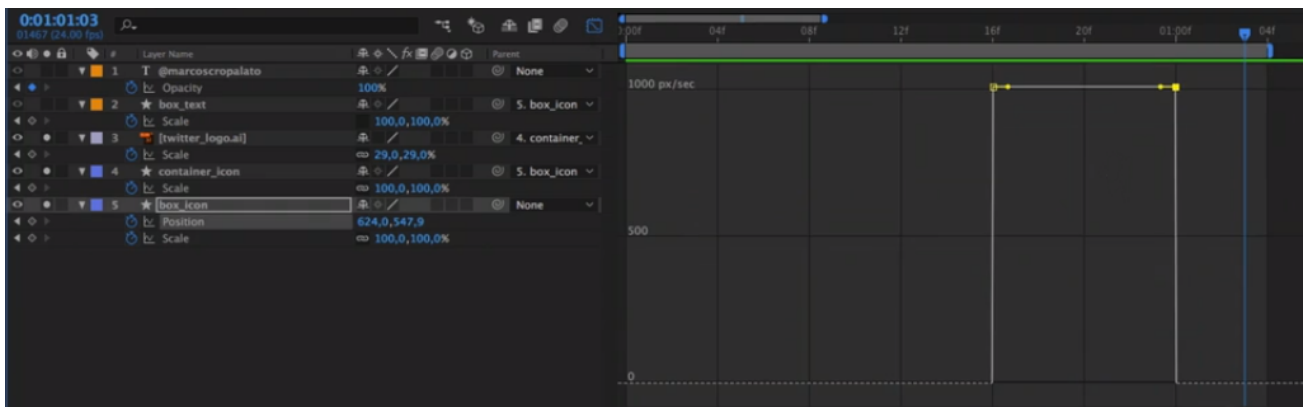 0:01:01:03
01467 (24.00 fps)
:00f 04f 08f 12f 16f 20f 01:00f 04f
# Layer Name Parent
1 T @marcoscropalato None
Opacity 100%
1000 px/sec
2 box_text 5. box_icon
Scale 100,0,100,0%
3 [twitter_logo.ai] 4. container_
Scale 29,0,29,0%
4 container_icon 5. box_icon
Scale 100,0,100,0%
5 box_icon None
Position 624,0,547,9
500
Scale 100,0,100,0%
0